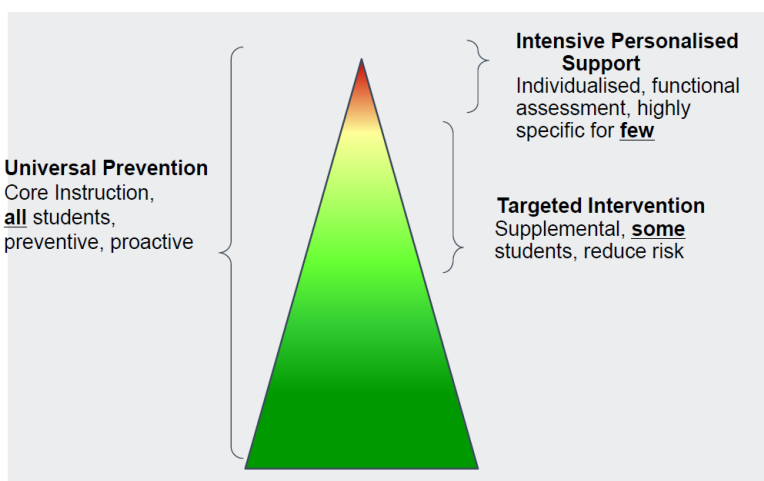 Intensive Personalised
Support
Individualised, functional
assessment, highly
specific for few
Universal Prevention
Core Instruction,
all students,
preventive, proactive
Targeted Intervention
Supplemental, some
students, reduce risk